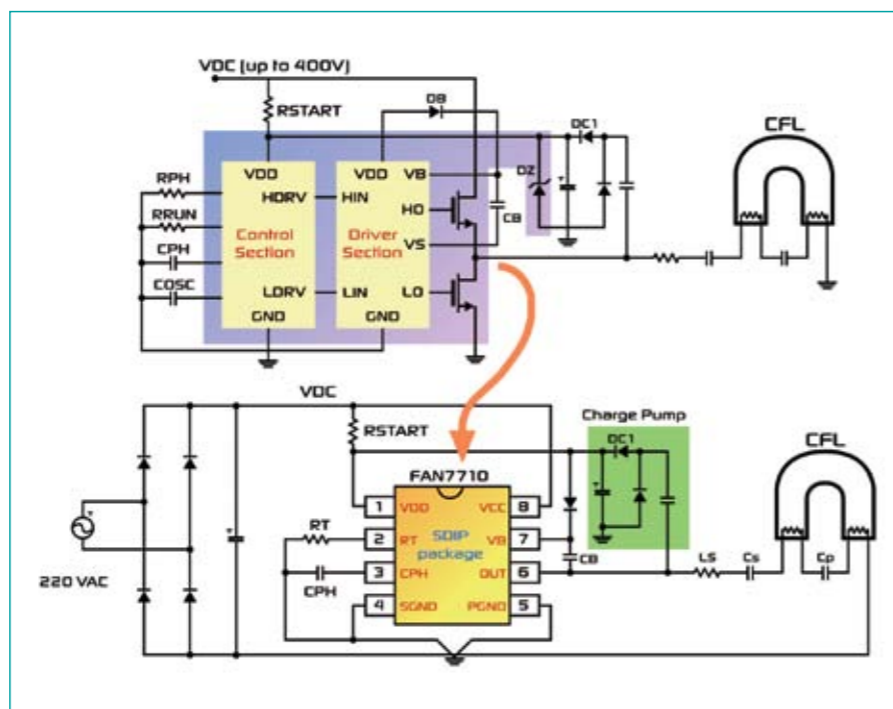 VDC (up to 400V)
RSTART
DB
DC1
CFL
VDD
VDD
VB
DZ
RPH
HDRV
HIN
HO
CB
RRUN
Control
Section
Driver
Section
VS
CPH
COSC
LDRV
LIN
LO
GND
GND
VDC
Charge Pump
RSTART
DC1
CFL
FAN7710
1
VDD
VCC
8
RT
2
RT
SDIP
package
VB
7
CB
3
CPH
OUT
6
LS
Cs
Cp
CPH
220 VAC
4
SGND
PGND
5